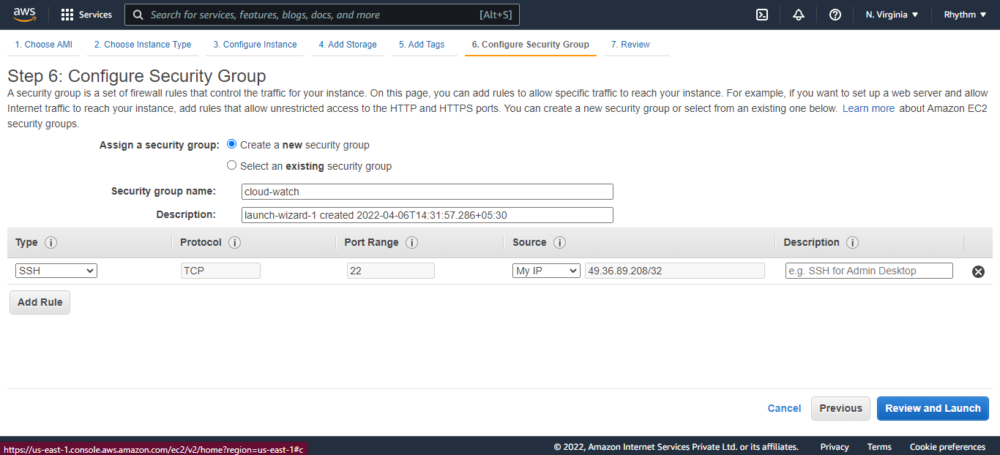 aws
Services
Search for services, features, blogs, docs, and more [Alt+S]
N. Virginia ▼
Rhythm ▼
1. Choose AMI 2. Choose Instance Type 3. Configure Instance 4. Add Storage 5. Add Tags 6. Configure Security Group 7. Review
Step 6: Configure Security Group
A security group is a set of firewall rules that control the traffic for your instance. On this page, you can add rules to allow specific traffic to reach your instance. For example, if you want to set up a web server and allow
Internet traffic to reach your instance, add rules that allow unrestricted access to the HTTP and HTTPS ports. You can create a new security group or select from an existing one below. Learn more about Amazon EC2
security groups.
Assign a security group: Create a new security group
Select an existing security group
Security group name: cloud-watch
Description: launch-wizard-1 created 2022-04-06T14:31:57.286+05:30
Type i Protocol i Port Range i Source i Description i
SSH TCP 22 My IP 49.36.89.208/32 e.g. SSH for Admin Desktop
Add Rule
Cancel Previous Review and Launch
https://us-east-1.console.aws.amazon.com/ec2/v2/home?region=us-east-1#c
© 2022, Amazon Internet Services Private Ltd. or its affiliates. Privacy Terms Cookie preferences